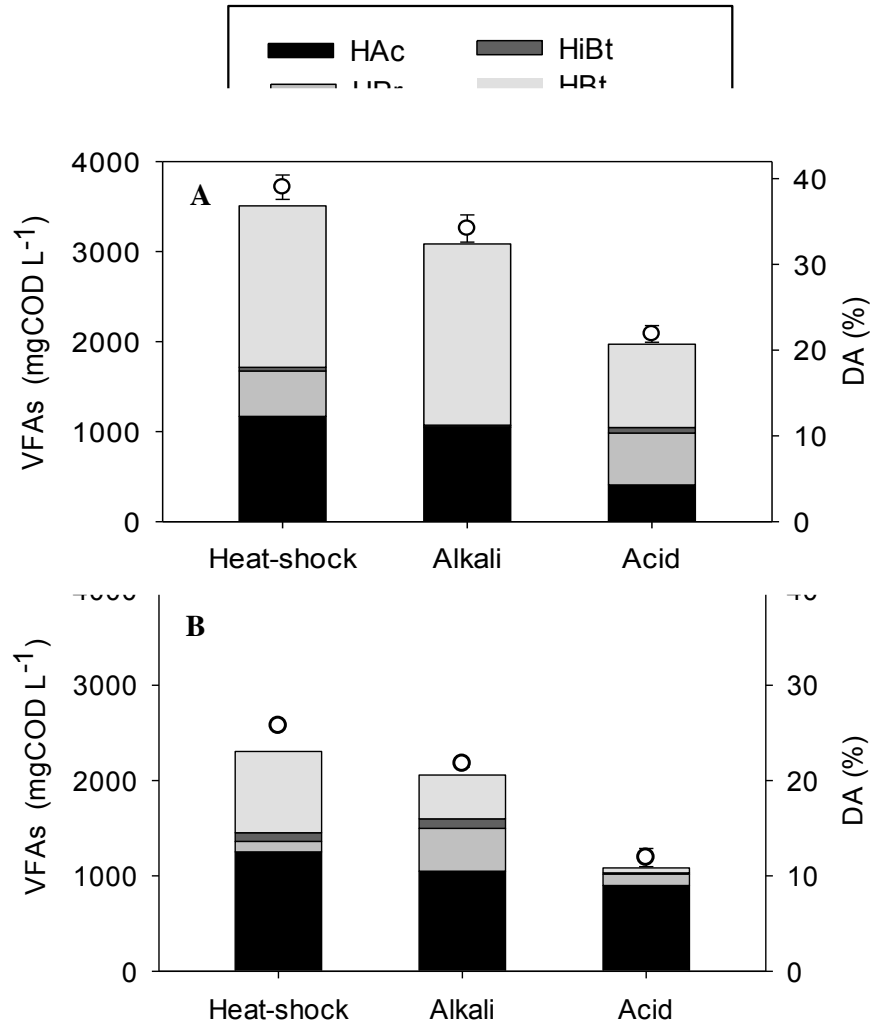 HAc HiBt
HBt
A
4000
3000
2000
1000
0
VFAs (mgCOD L-1)
40
30
20
10
0
DA (%)
Heat-shock Alkali Acid
B
3000
2000
1000
0
VFAs (mgCOD L-1)
30
20
10
0
DA (%)
Heat-shock Alkali Acid